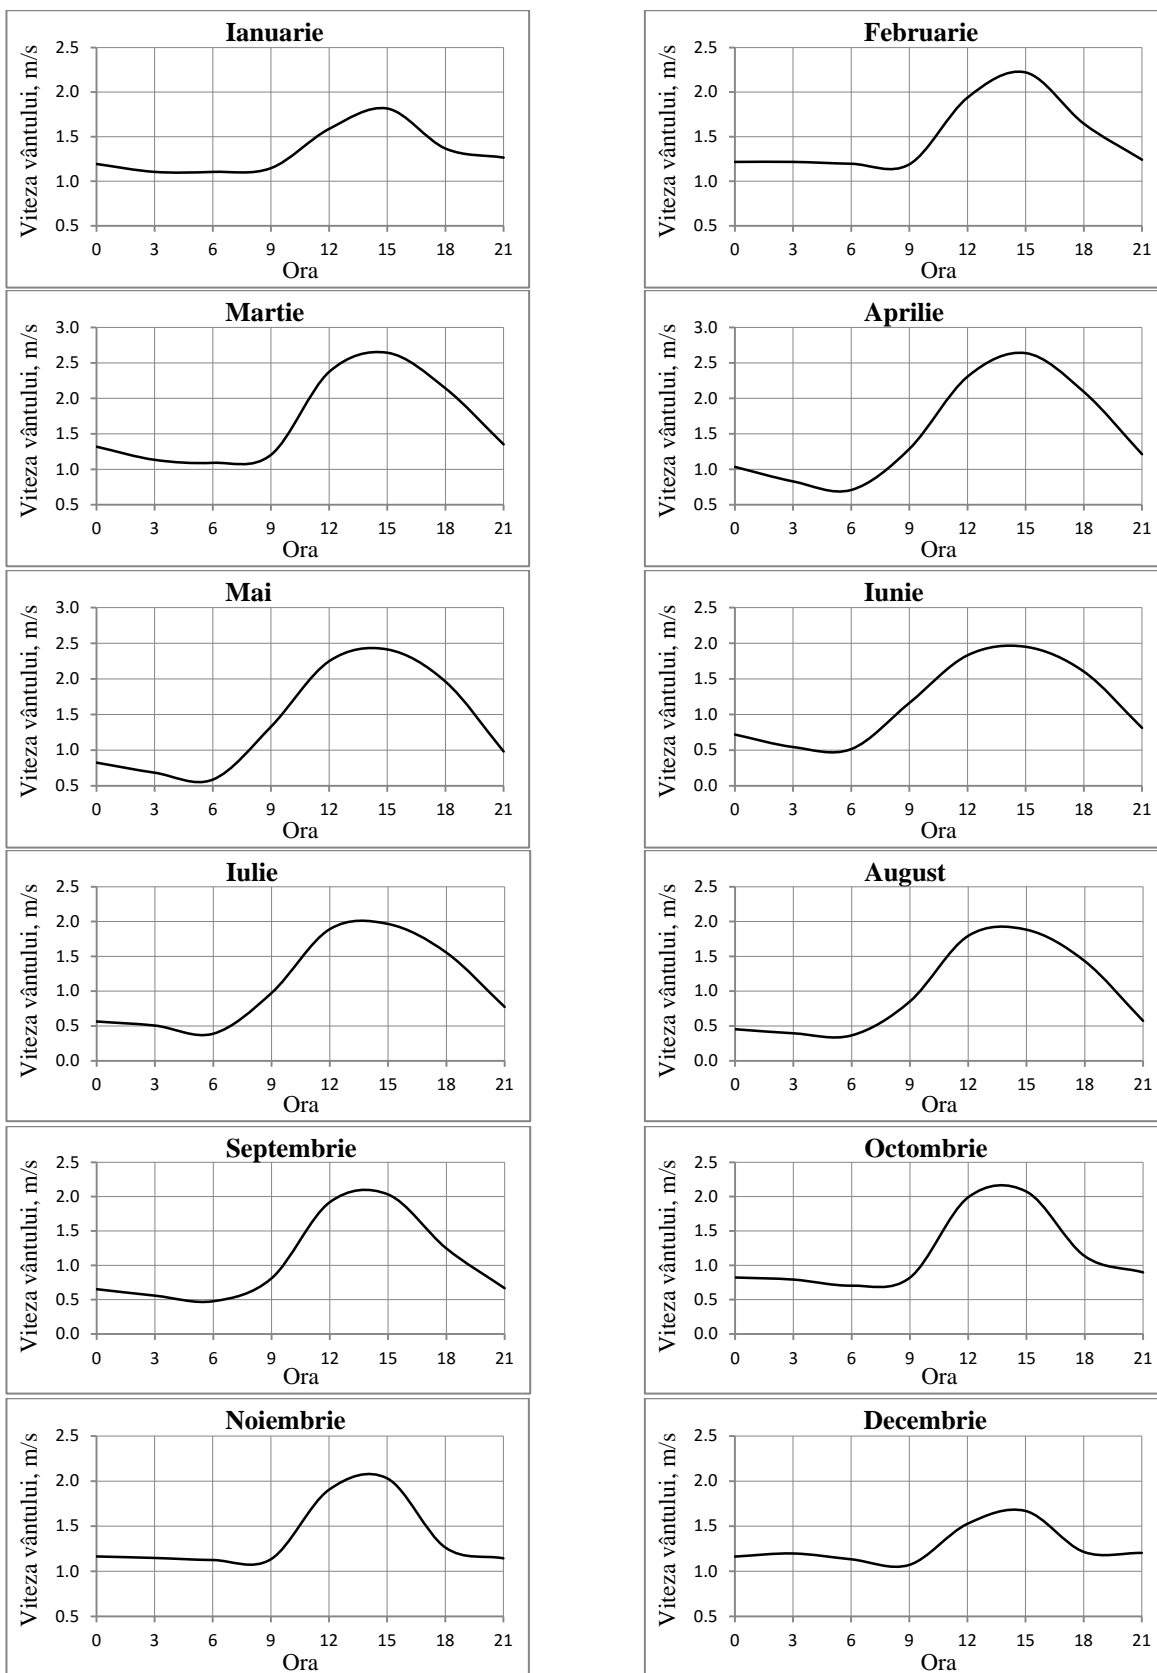 Ianuarie
Viteza vântului, m/s
2.5
2.0
1.5
1.0
0.5
0 3 6 9 12 15 18 21
Ora
Februarie
Viteza vântului, m/s
2.5
2.0
1.5
1.0
0.5
0 3 6 9 12 15 18 21
Ora
Martie
Viteza vântului, m/s
3.0
2.5
2.0
1.5
1.0
0.5
0 3 6 9 12 15 18 21
Ora
Aprilie
Viteza vântului, m/s
3.0
2.5
2.0
1.5
1.0
0.5
0 3 6 9 12 15 18 21
Ora
Mai
Viteza vântului, m/s
3.0
2.5
2.0
1.5
1.0
0.5
0 3 6 9 12 15 18 21
Ora
Iunie
Viteza vântului, m/s
2.5
2.0
1.5
1.0
0.5
0.0
0 3 6 9 12 15 18 21
Ora
Iulie
Viteza vântului, m/s
2.5
2.0
1.5
1.0
0.5
0.0
0 3 6 9 12 15 18 21
Ora
August
Viteza vântului, m/s
2.5
2.0
1.5
1.0
0.5
0.0
0 3 6 9 12 15 18 21
Ora
Septembrie
Viteza vântului, m/s
2.5
2.0
1.5
1.0
0.5
0.0
0 3 6 9 12 15 18 21
Ora
Octombrie
Viteza vântului, m/s
2.5
2.0
1.5
1.0
0.5
0.0
0 3 6 9 12 15 18 21
Ora
Noiembrie
Viteza vântului, m/s
2.5
2.0
1.5
1.0
0.5
0 3 6 9 12 15 18 21
Ora
Decembrie
Viteza vântului, m/s
2.5
2.0
1.5
1.0
0.5
0 3 6 9 12 15 18 21
Ora